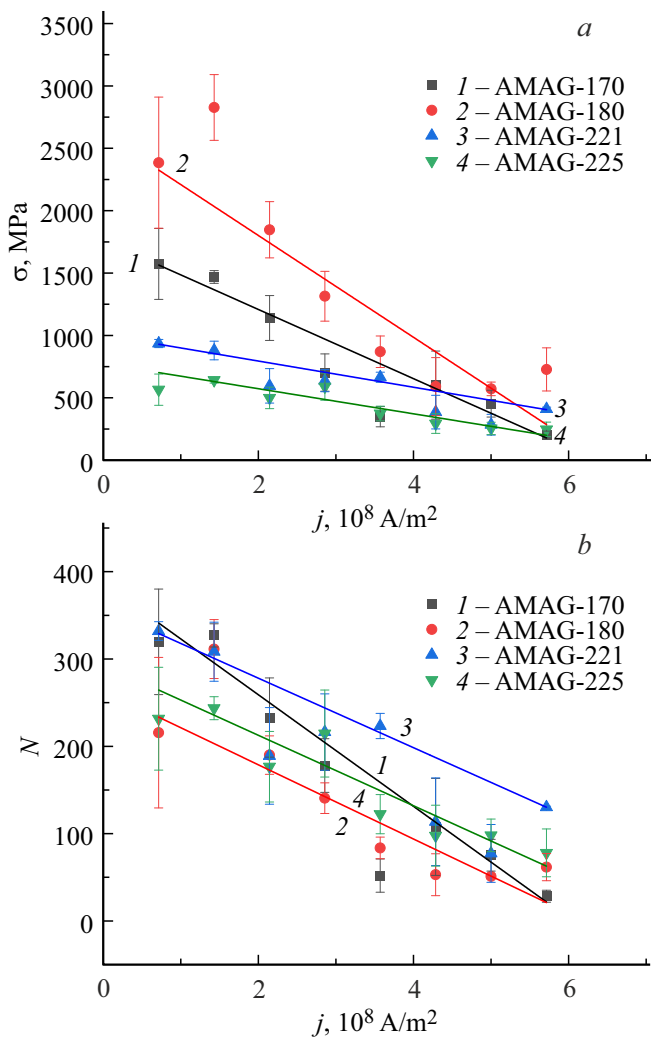 a
3500
3000
2500
2000
1500
1000
500
0
σ, MPa
1 – AMAG-170
2 – AMAG-180
3 – AMAG-221
4 – AMAG-225
2
1
3
4
0 2 4 6
j, 10⁸ A/m²
b
400
300
200
100
0
N
1 – AMAG-170
2 – AMAG-180
3 – AMAG-221
4 – AMAG-225
3
1
4
2
0 2 4 6
j, 10⁸ A/m²